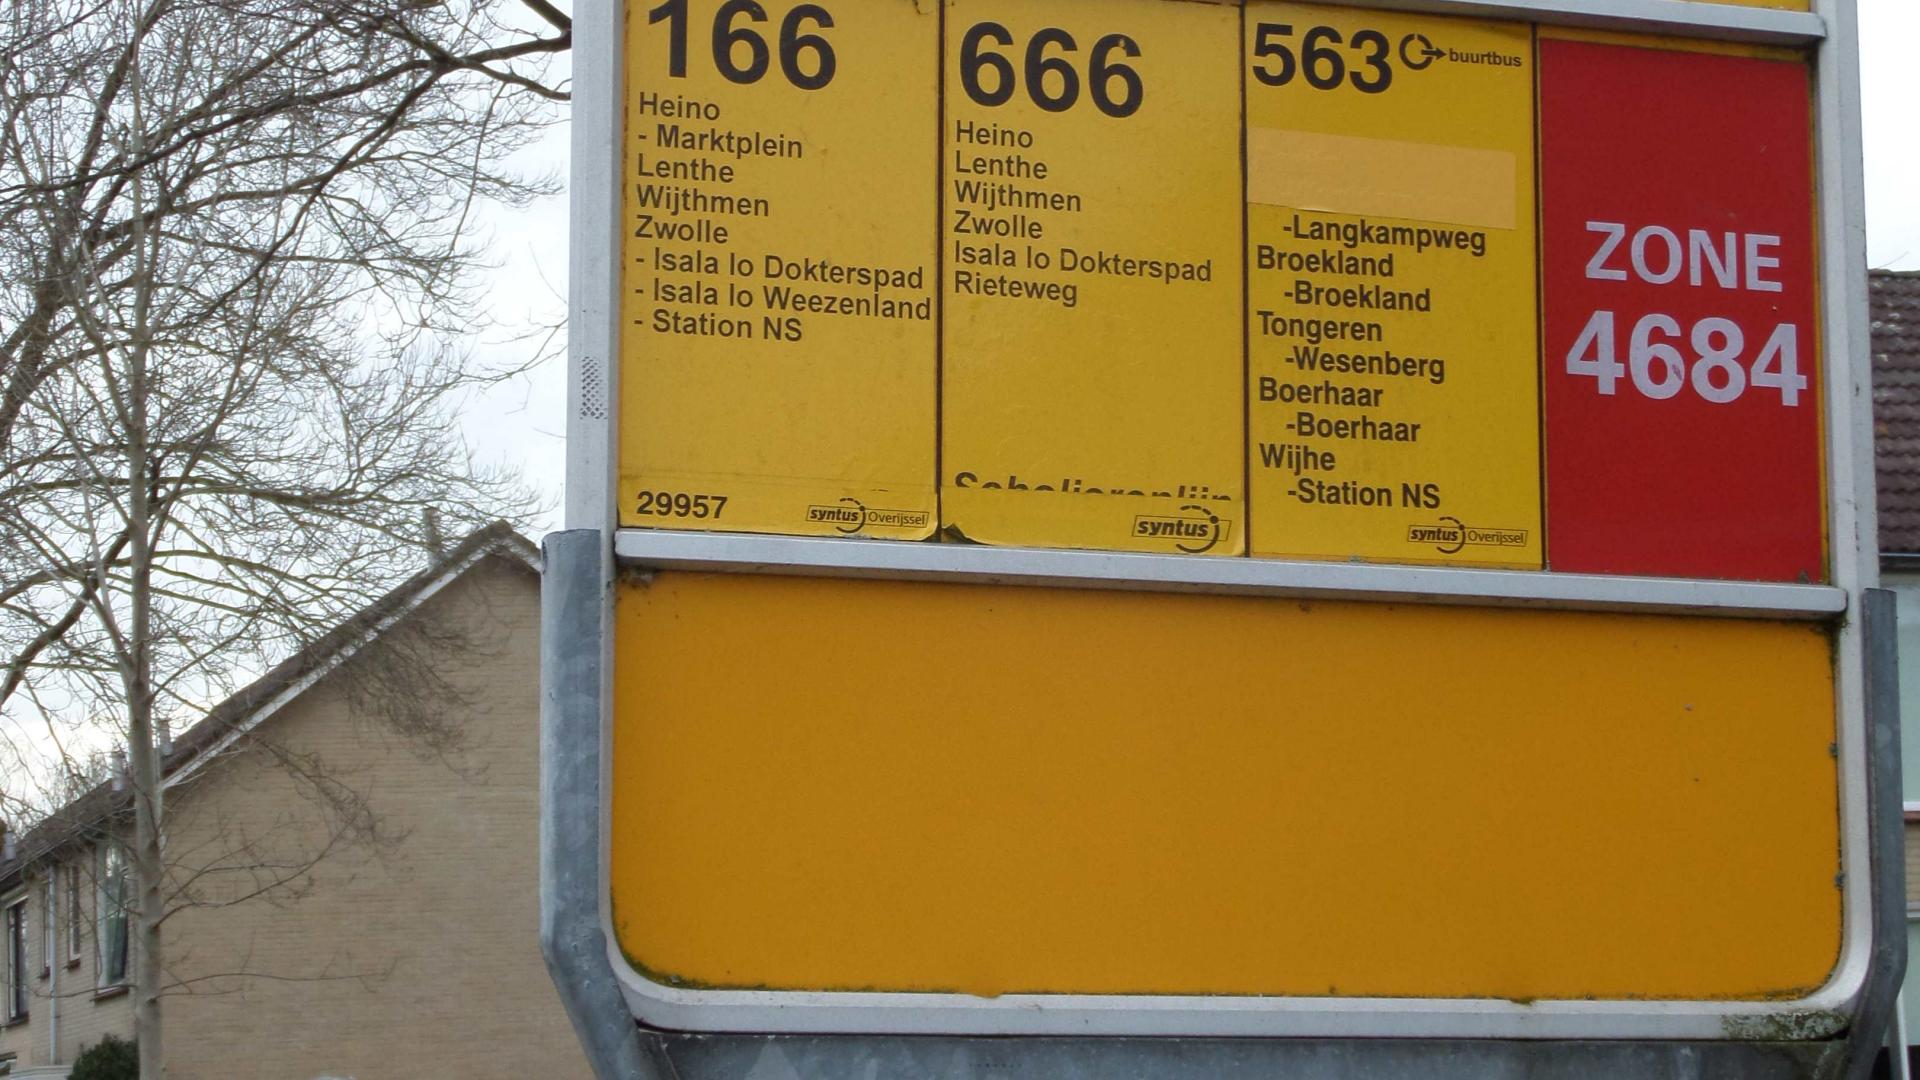 166
Heino
- Marktplein
Lenthe
Wijthmen
Zwolle
- Isala lo Dokterspad
- Isala lo Weezenland
- Station NS
29957
syntus Overijssel
666
Heino
Lenthe
Wijthmen
Zwolle
Isala lo Dokterspad
Rieteweg
Scholierenlijn
syntus
563 buurtbus
-Langkampweg
Broekland
-Broekland
Tongeren
-Wesenberg
Boerhaar
-Boerhaar
Wijhe
-Station NS
syntus Overijssel
ZONE
4684